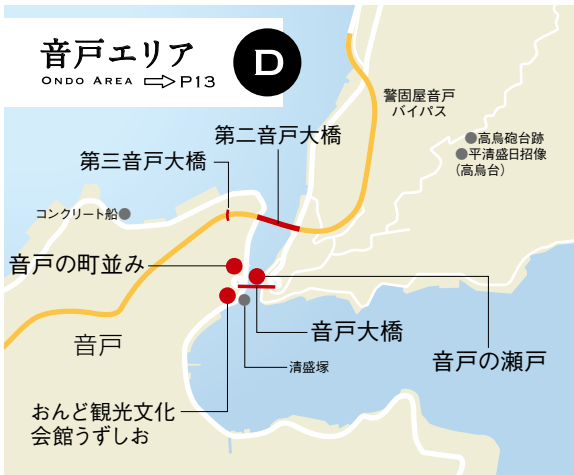 音戸エリア
ONDO AREA ⇨P13
D
警固屋音戸
バイパス
第二音戸大橋
高烏砲台跡
平清盛日招像
(高烏台)
第三音戸大橋
コンクリート船
音戸の町並み
音戸
音戸大橋
音戸の瀬戸
清盛塚
おんど観光文化
会館うずしお